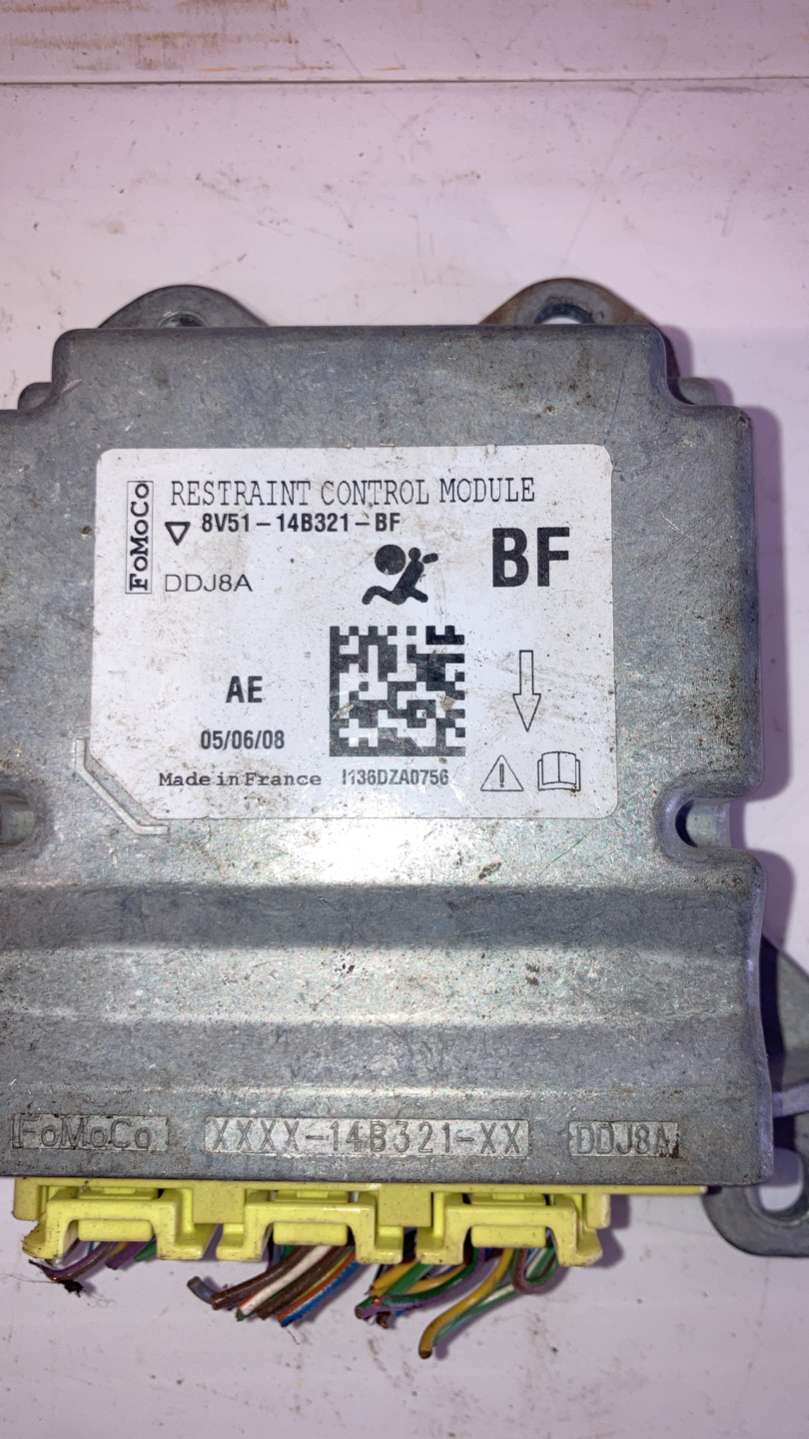 FoMoCo
RESTRAINT CONTROL MODULE
8V51-14B321-BF
BF
DDJ8A
AE
05/06/08
Made in France I136DZA0756
FoMoCo XXXX-14B321-XX DDJ8A